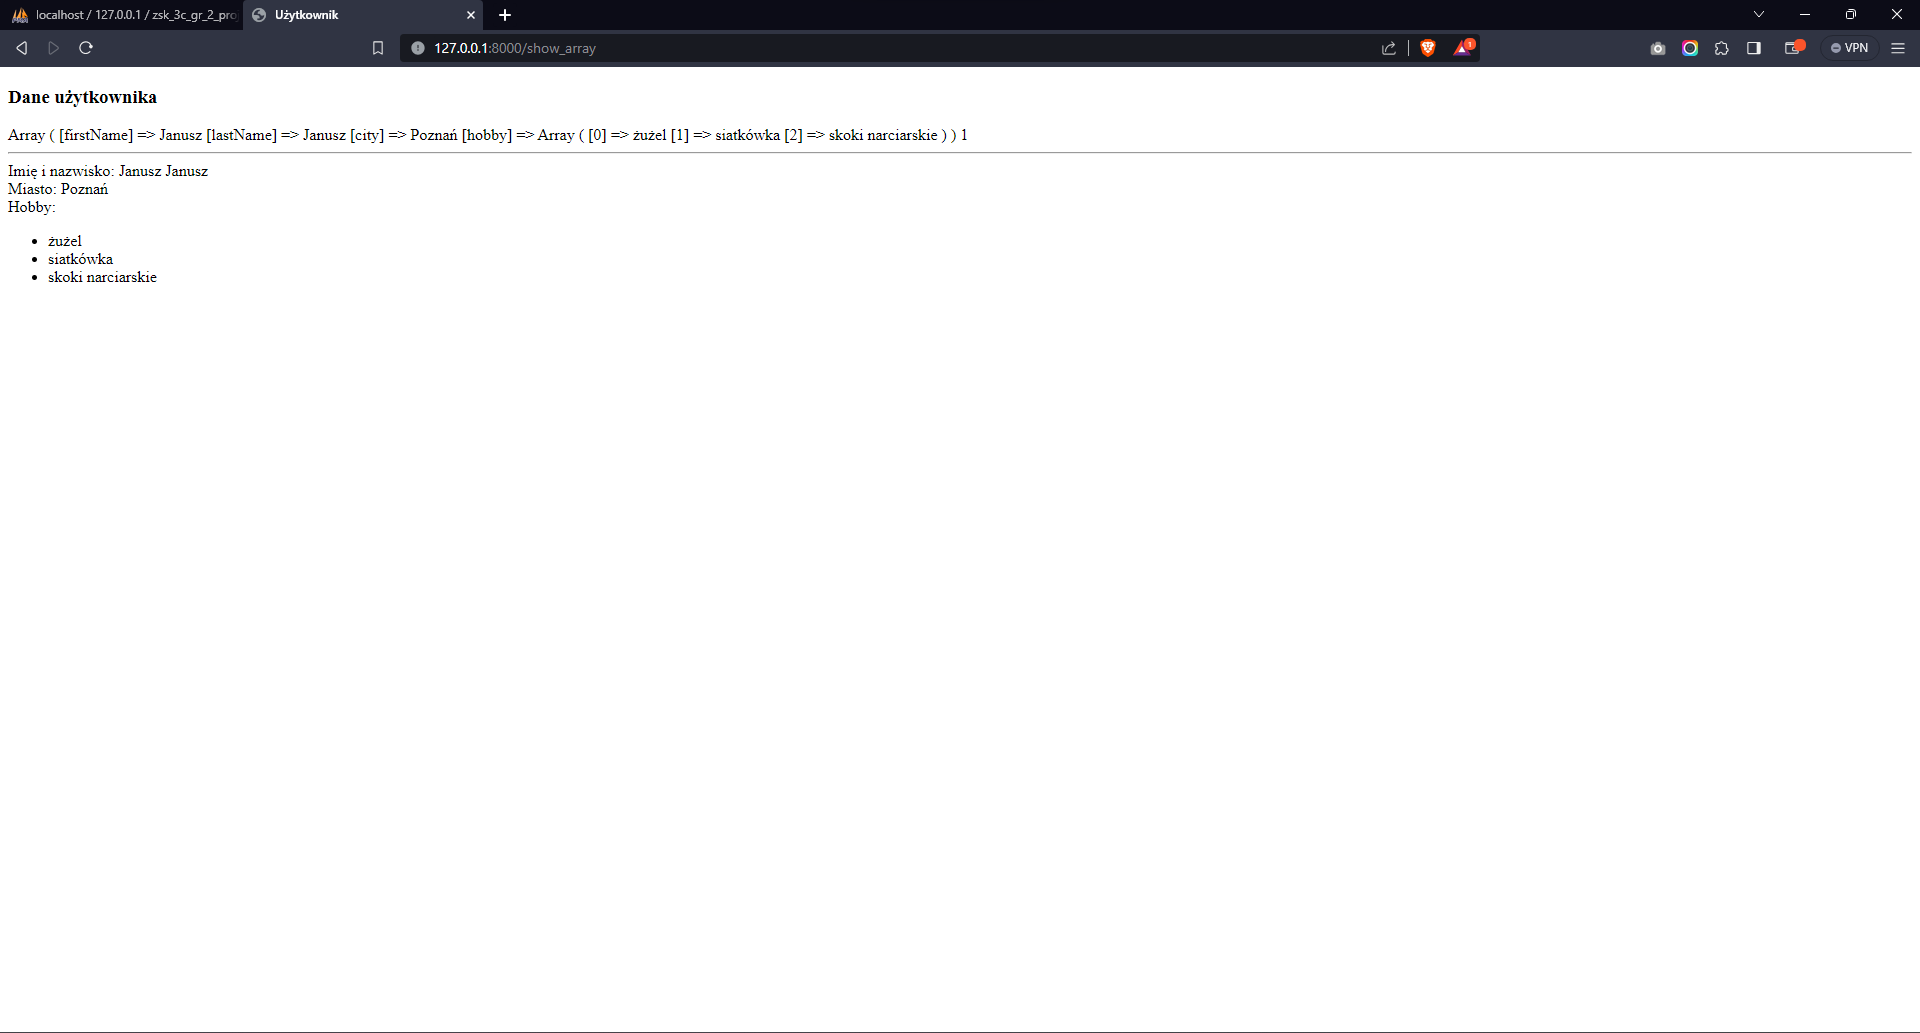 localhost / 127.0.0.1 / zsk_3c_gr_2_pro
Użytkownik
127.0.0.1:8000/show_array
1
VPN
Dane użytkownika
Array ( [firstName] => Janusz [lastName] => Janusz [city] => Poznań [hobby] => Array ( [0] => żużel [1] => siatkówka [2] => skoki narciarskie ) ) 1
Imię i nazwisko: Janusz Janusz
Miasto: Poznań
Hobby:
• żużel
• siatkówka
• skoki narciarskie